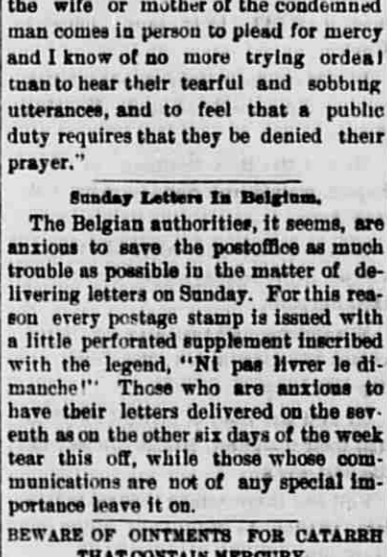 the wife or mother of the condemned
man comes in person to plead for mercy
and I know of no more trying ordeal
tnan to hear their tearful and sobbing
utterances, and to feel that a public
duty requires that they be denied their
prayer."
Sunday Letters In Belgium.
The Belgian authorities, it seems, are
anxious to save the postoffice as much
trouble as possible in the matter of de-
livering letters on Sunday. For this rea-
son every postage stamp is issued with
a little perforated supplement inscribed
with the legend, "Ni pas livrer le di-
manche!" Those who are anxious to
have their letters delivered on the sev-
enth as on the other six days of the week
tear this off, while those whose com-
munications are not of any special im-
portance leave it on.
BEWARE OF OINTMENTS FOR CATARRH
THAT CONTAIN MERCURY